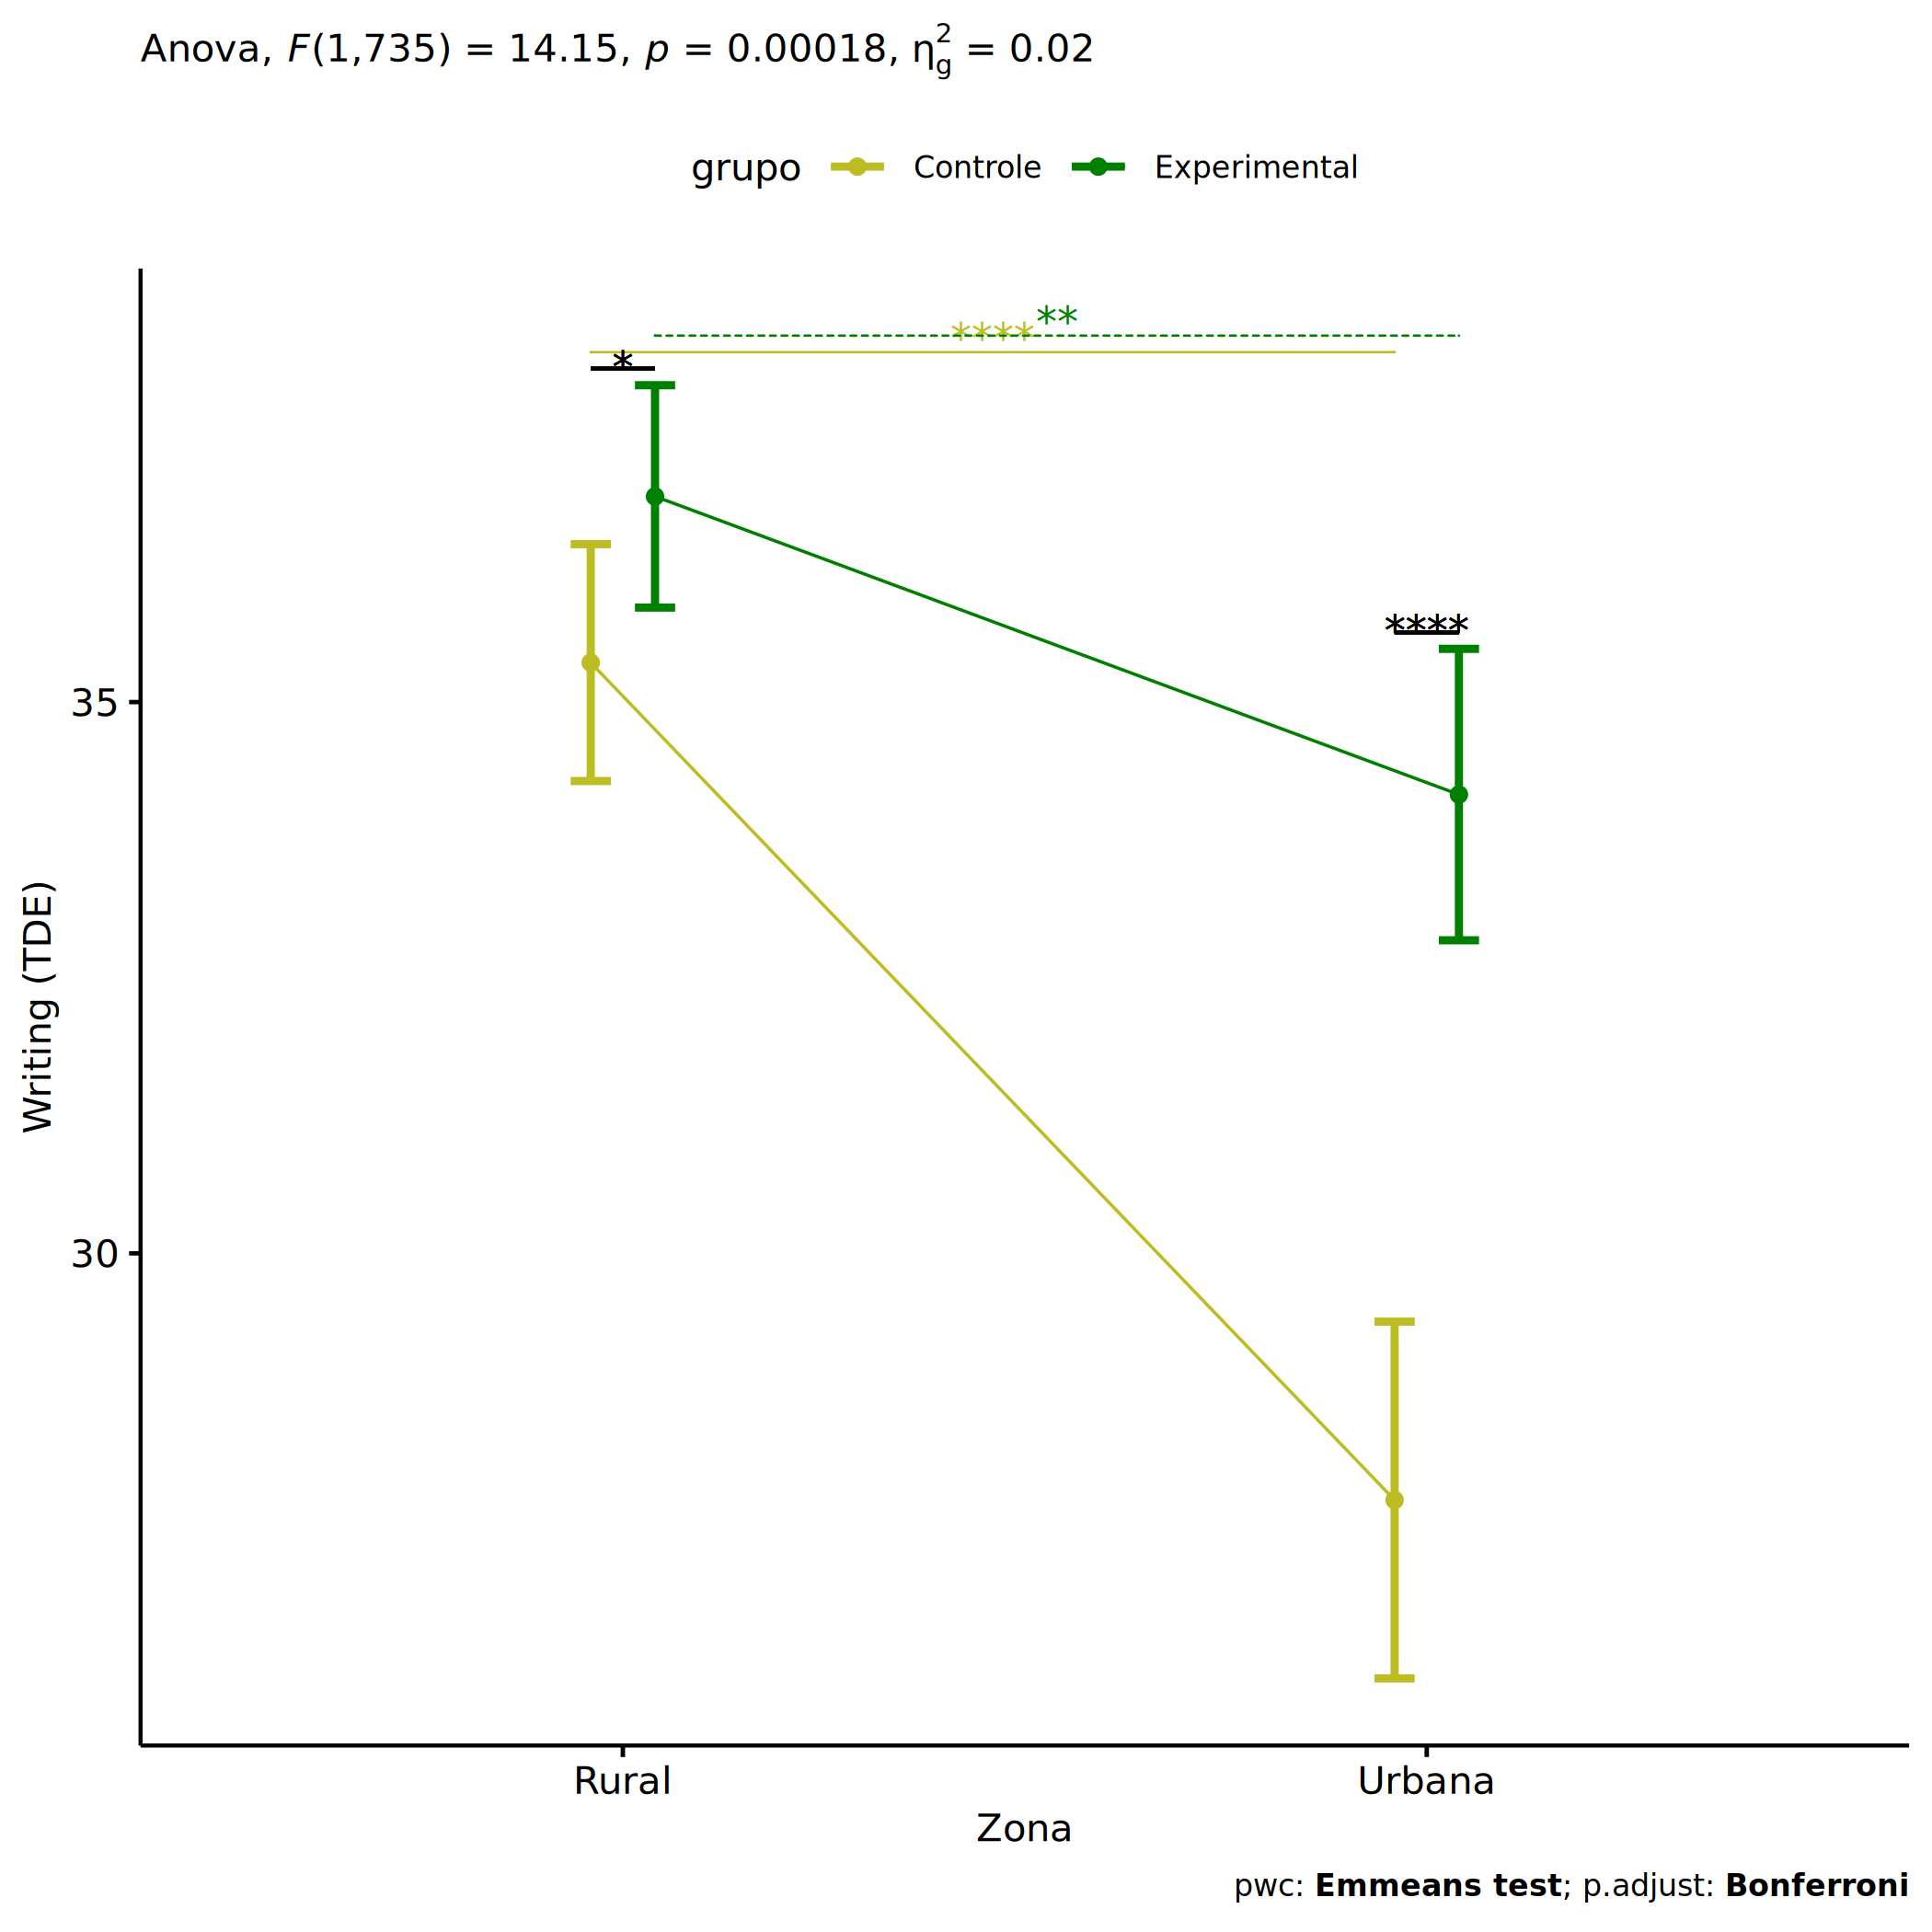 Anova, F(1,735) = 14.15, p = 0.00018, η²g = 0.02
grupo Controle Experimental
**
****
*
****
35
30
Writing (TDE)
Rural Urbana
Zona
pwc: Emmeans test; p.adjust: Bonferroni